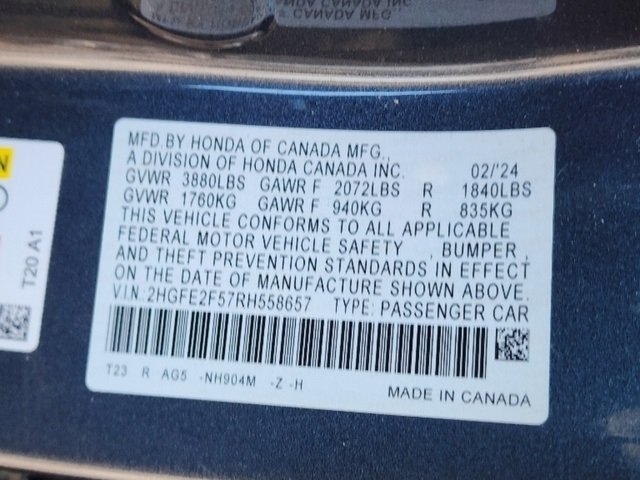 MFD.BY HONDA OF CANADA MFG.,
A DIVISION OF HONDA CANADA INC. 02/'24
GVWR 3880LBS GAWR F 2072LBS R 1840LBS
GVWR 1760KG GAWR F 940KG R 835KG
THIS VEHICLE CONFORMS TO ALL APPLICABLE
FEDERAL MOTOR VEHICLE SAFETY , BUMPER,
AND THEFT PREVENTION STANDARDS IN EFFECT
ON THE DATE OF MANUFACTURE SHOWN ABOVE.
VIN:2HGFE2F57RH558657 TYPE: PASSENGER CAR
T23 R AG5 -NH904M -Z -H
MADE IN CANADA
T20 A1